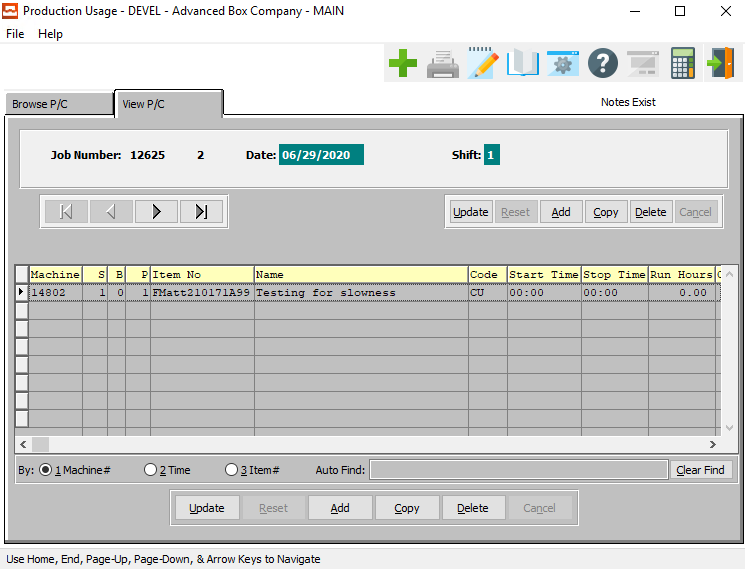 Production Usage - DEVEL - Advanced Box Company - MAIN
File Help
Browse P/C View P/C Notes Exist
Job Number: 12625 2 Date: 06/29/2020 Shift: 1
Update Reset Add Copy Delete Cancel
Machine S B P Item No Name Code Start Time Stop Time Run Hours C
14802 1 0 1 FMatt210171A99 Testing for slowness CU 00:00 00:00 0.00
By: 1 Machine# 2 Time 3 Item# Auto Find: Clear Find
Update Reset Add Copy Delete Cancel
Use Home, End, Page-Up, Page-Down, & Arrow Keys to Navigate